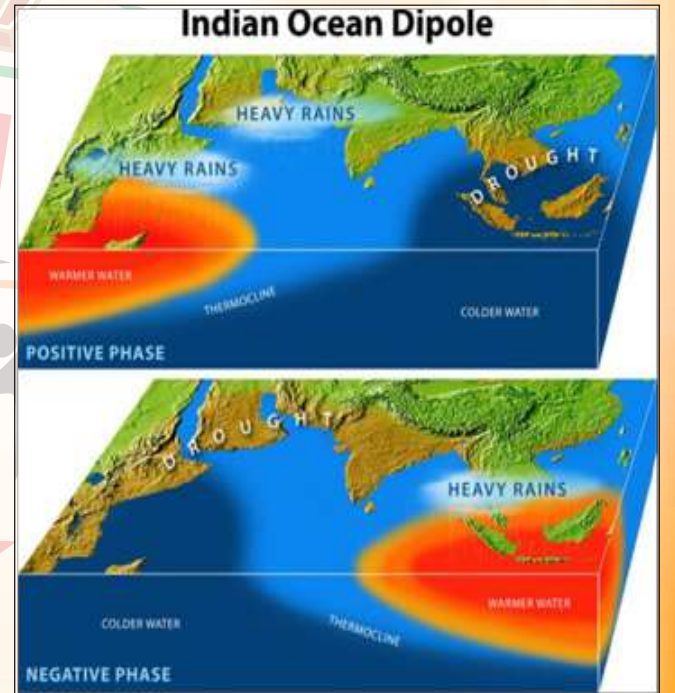 Indian Ocean Dipole
HEAVY RAINS
HEAVY RAINS
DROUGHT
WARMER WATER
THERMOCLINE
COLDER WATER
POSITIVE PHASE
DROUGHT
HEAVY RAINS
WARMER WATER
COLDER WATER
THERMOCLINE
NEGATIVE PHASE